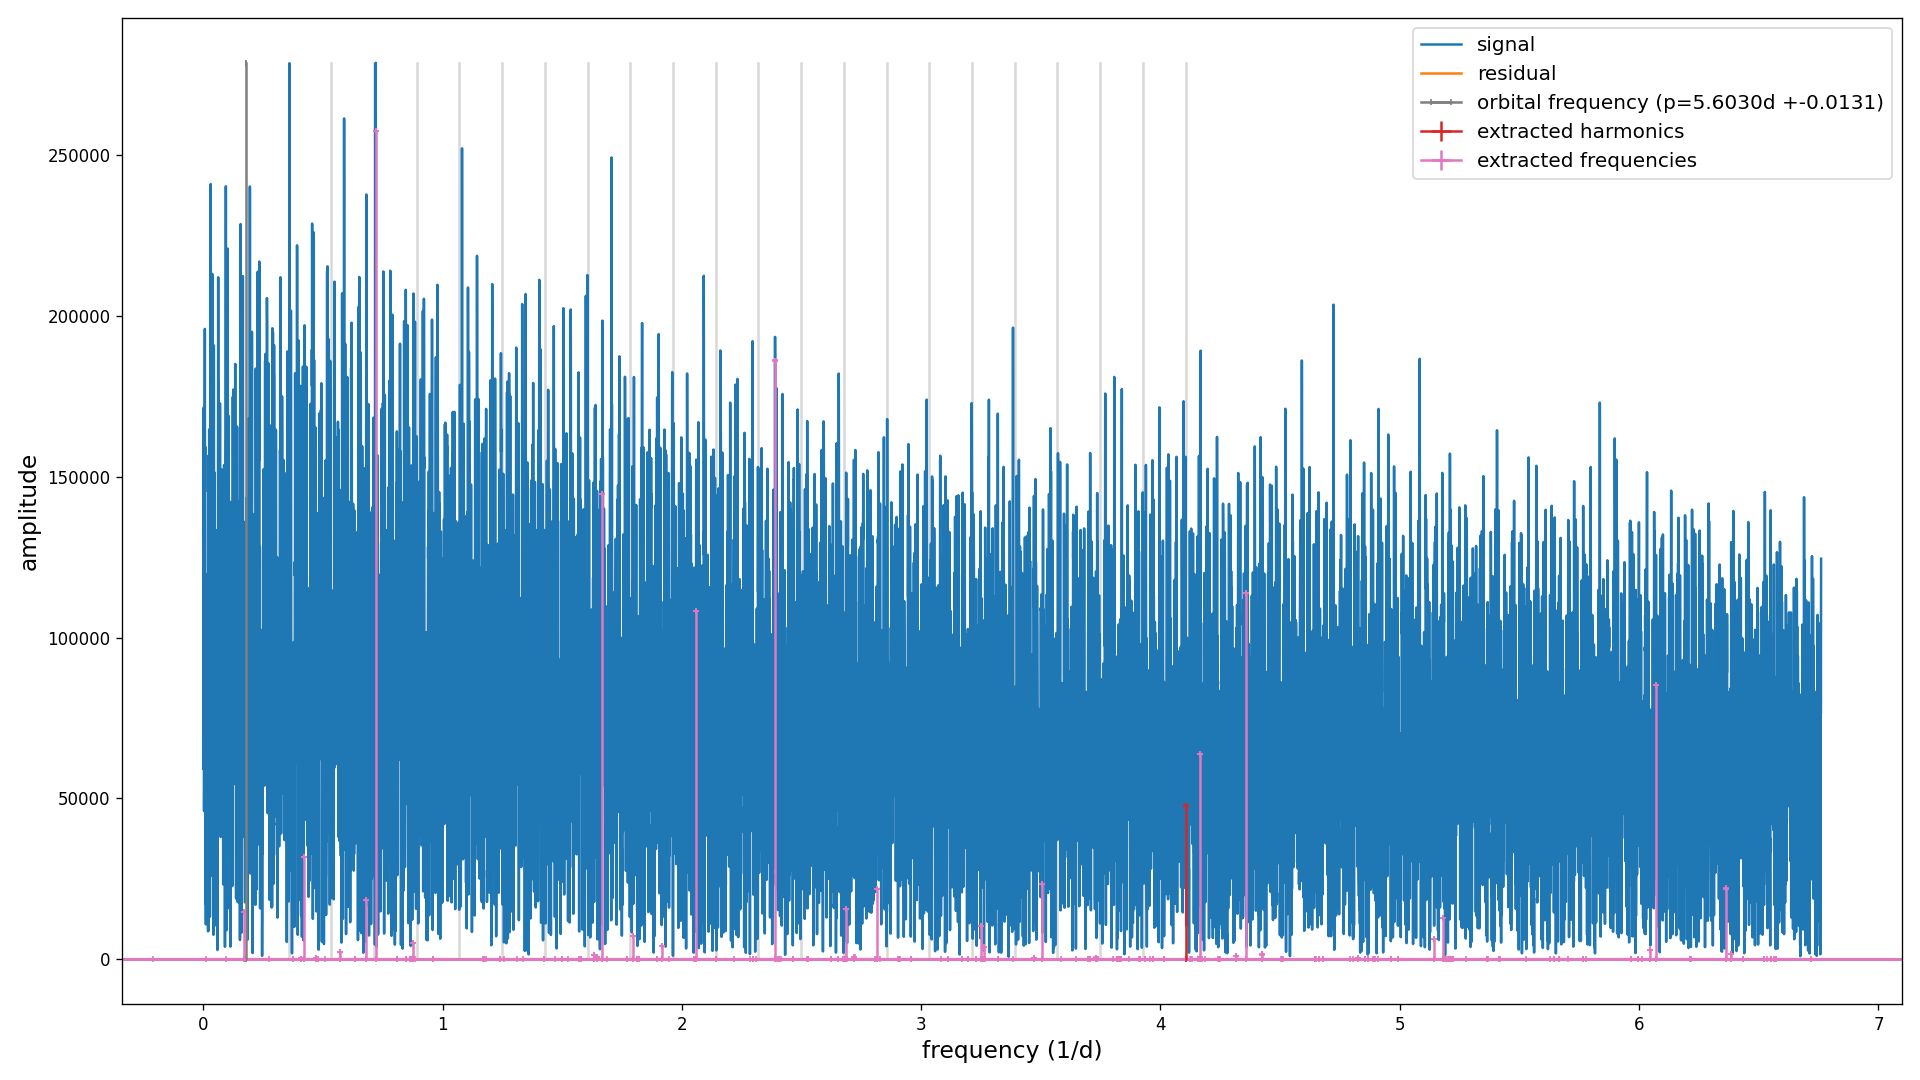 signal
residual
orbital frequency (p=5.6030d +-0.0131)
extracted harmonics
extracted frequencies
amplitude
250000
200000
150000
100000
50000
0
0 1 2 3 4 5 6 7
frequency (1/d)